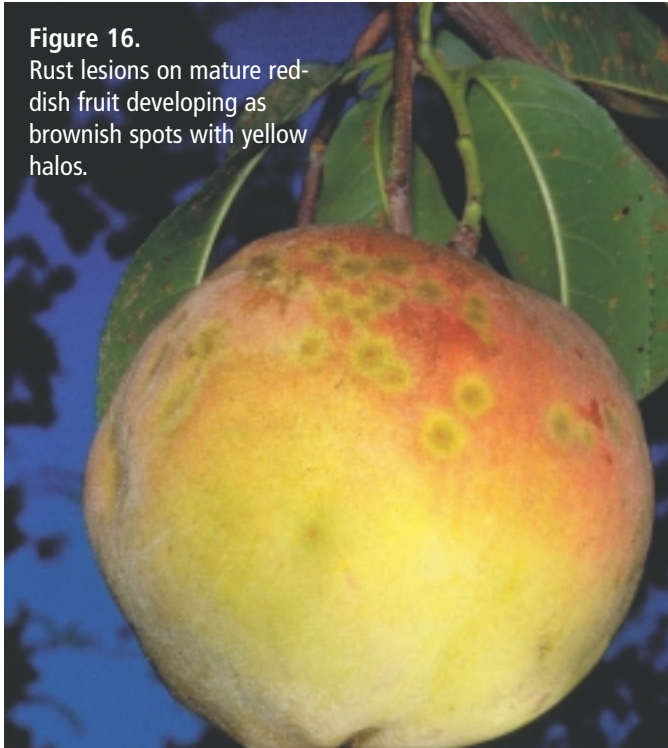 Figure 16.
Rust lesions on mature red-
dish fruit developing as
brownish spots with yellow
halos.